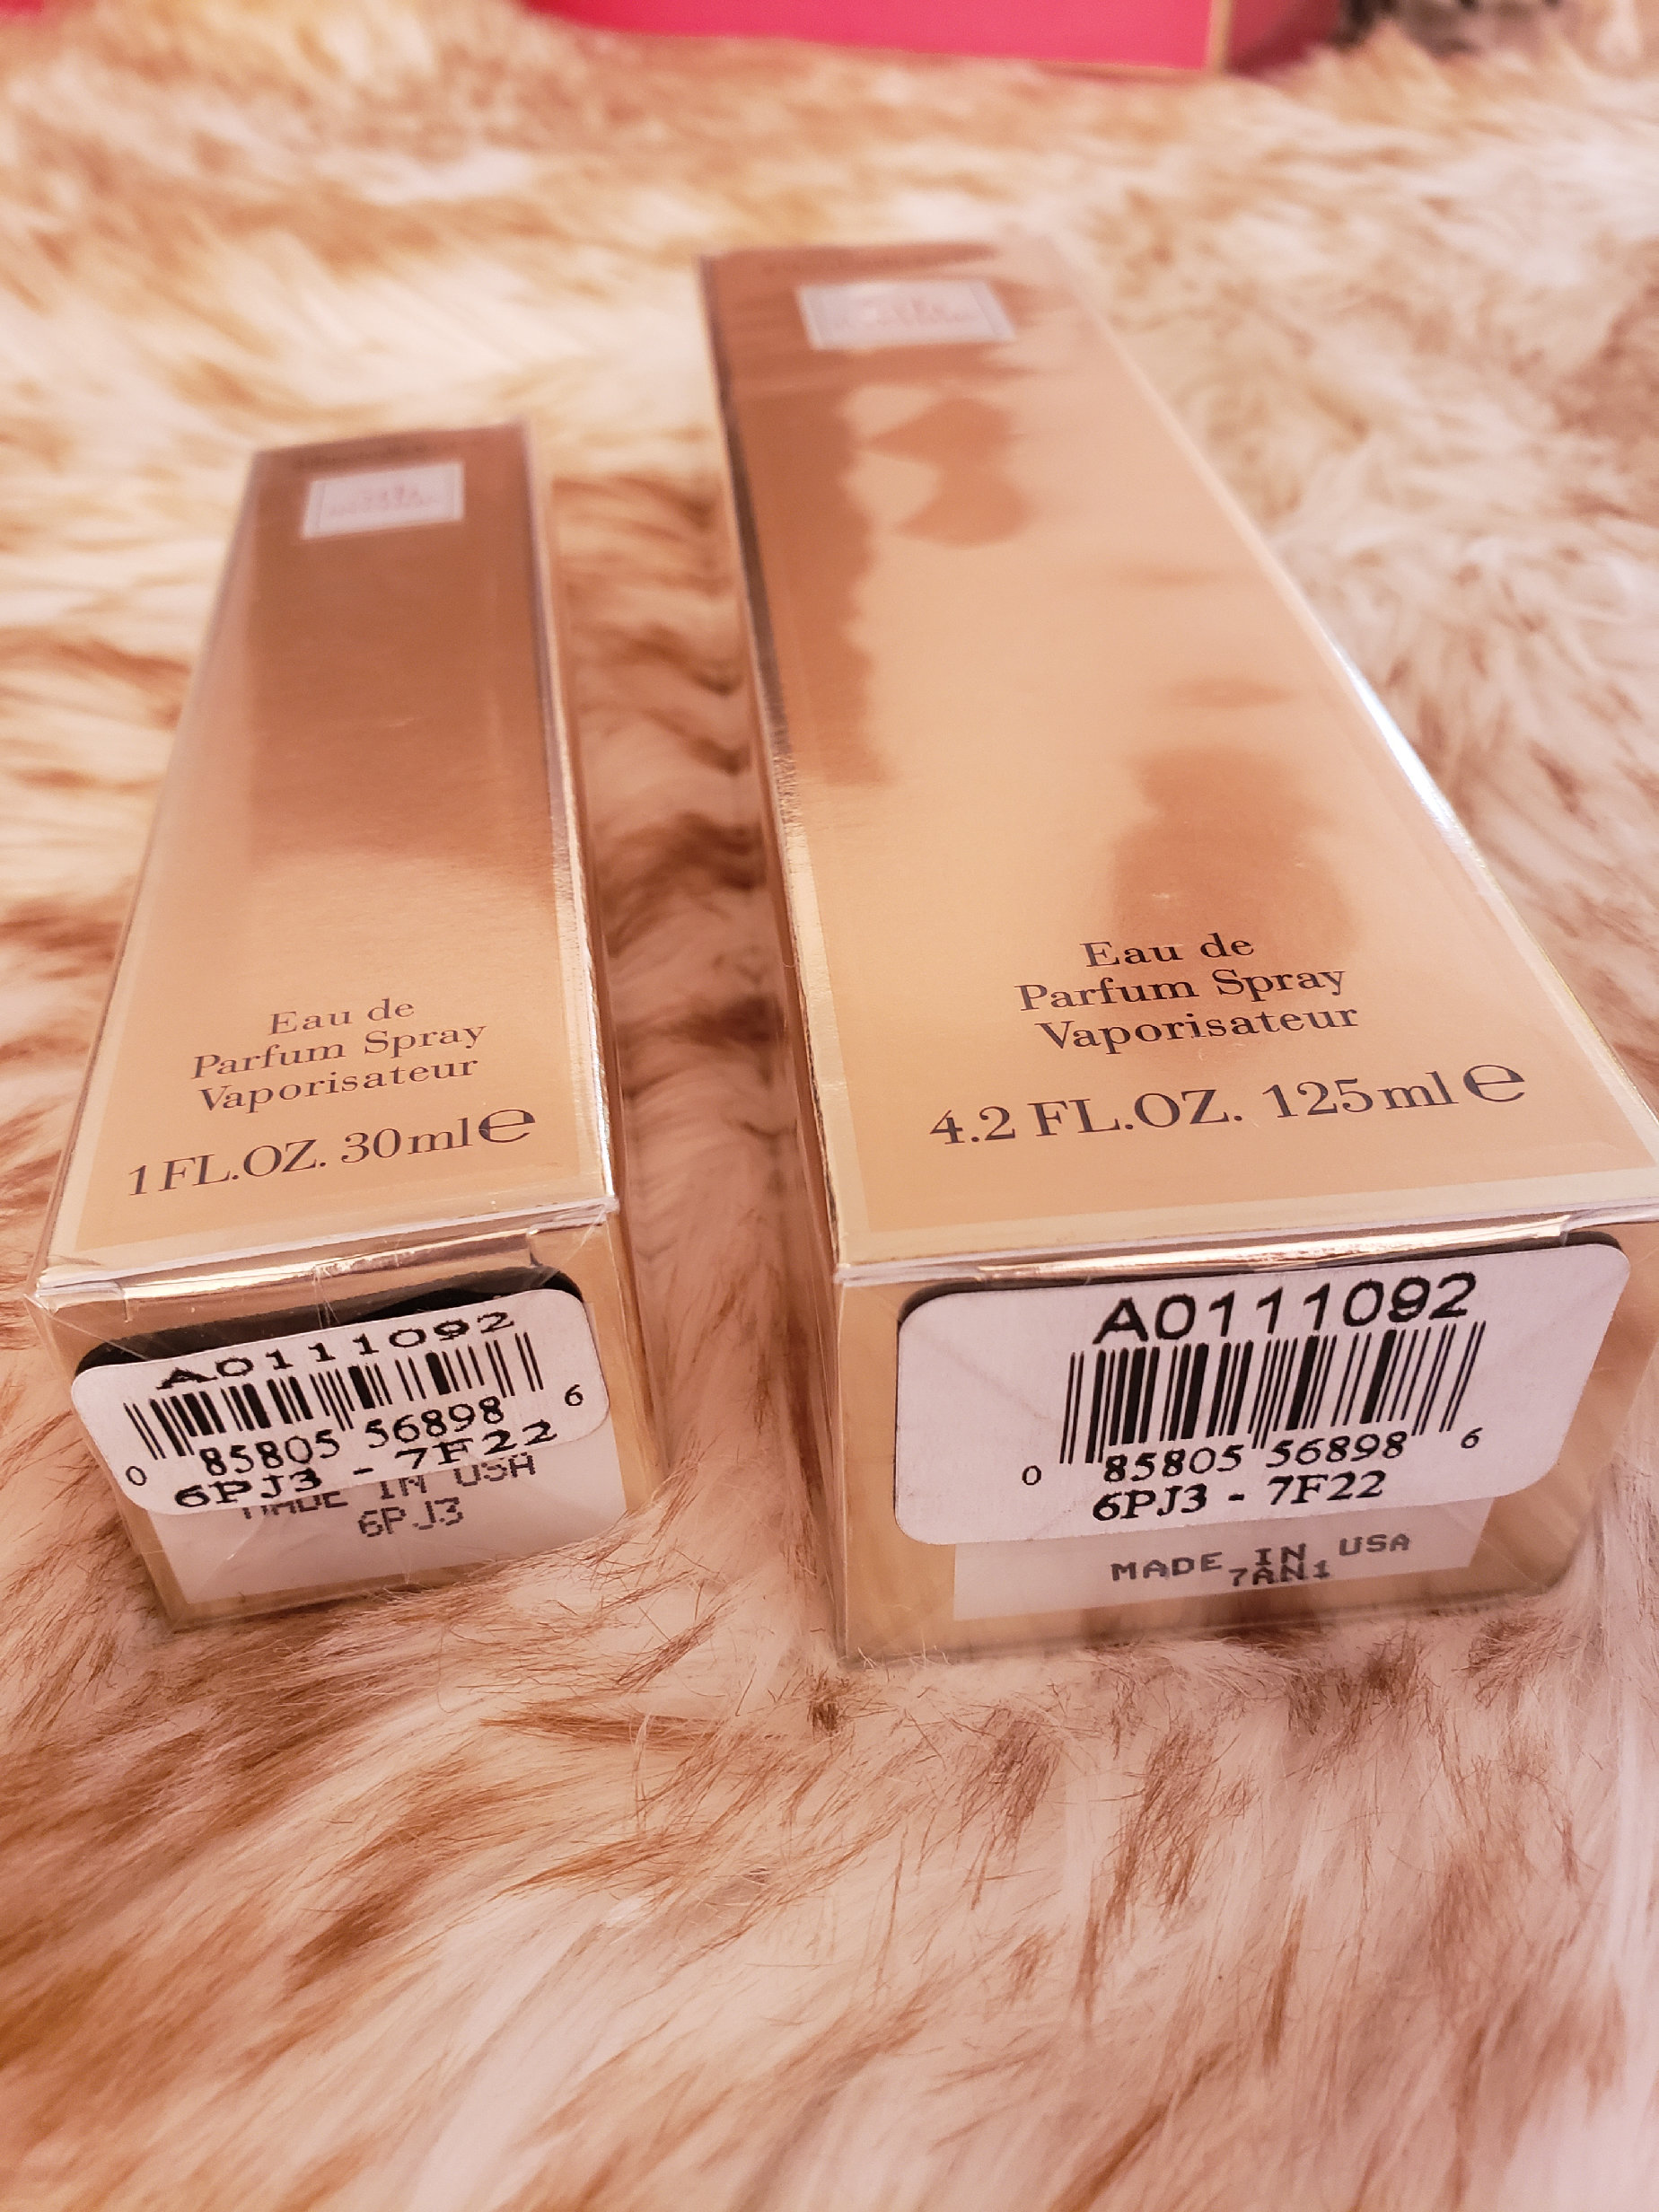 Eau de
Parfum Spray
Vaporisateur
1 FL.OZ. 30ml e
A0111092
0 85805 56898 6
6PJ3 - 7F22
MADE IN USA
6PJ3
Eau de
Parfum Spray
Vaporisateur
4.2 FL.OZ. 125ml e
A0111092
0 85805 56898 6
6PJ3 - 7F22
MADE IN USA
7AN1